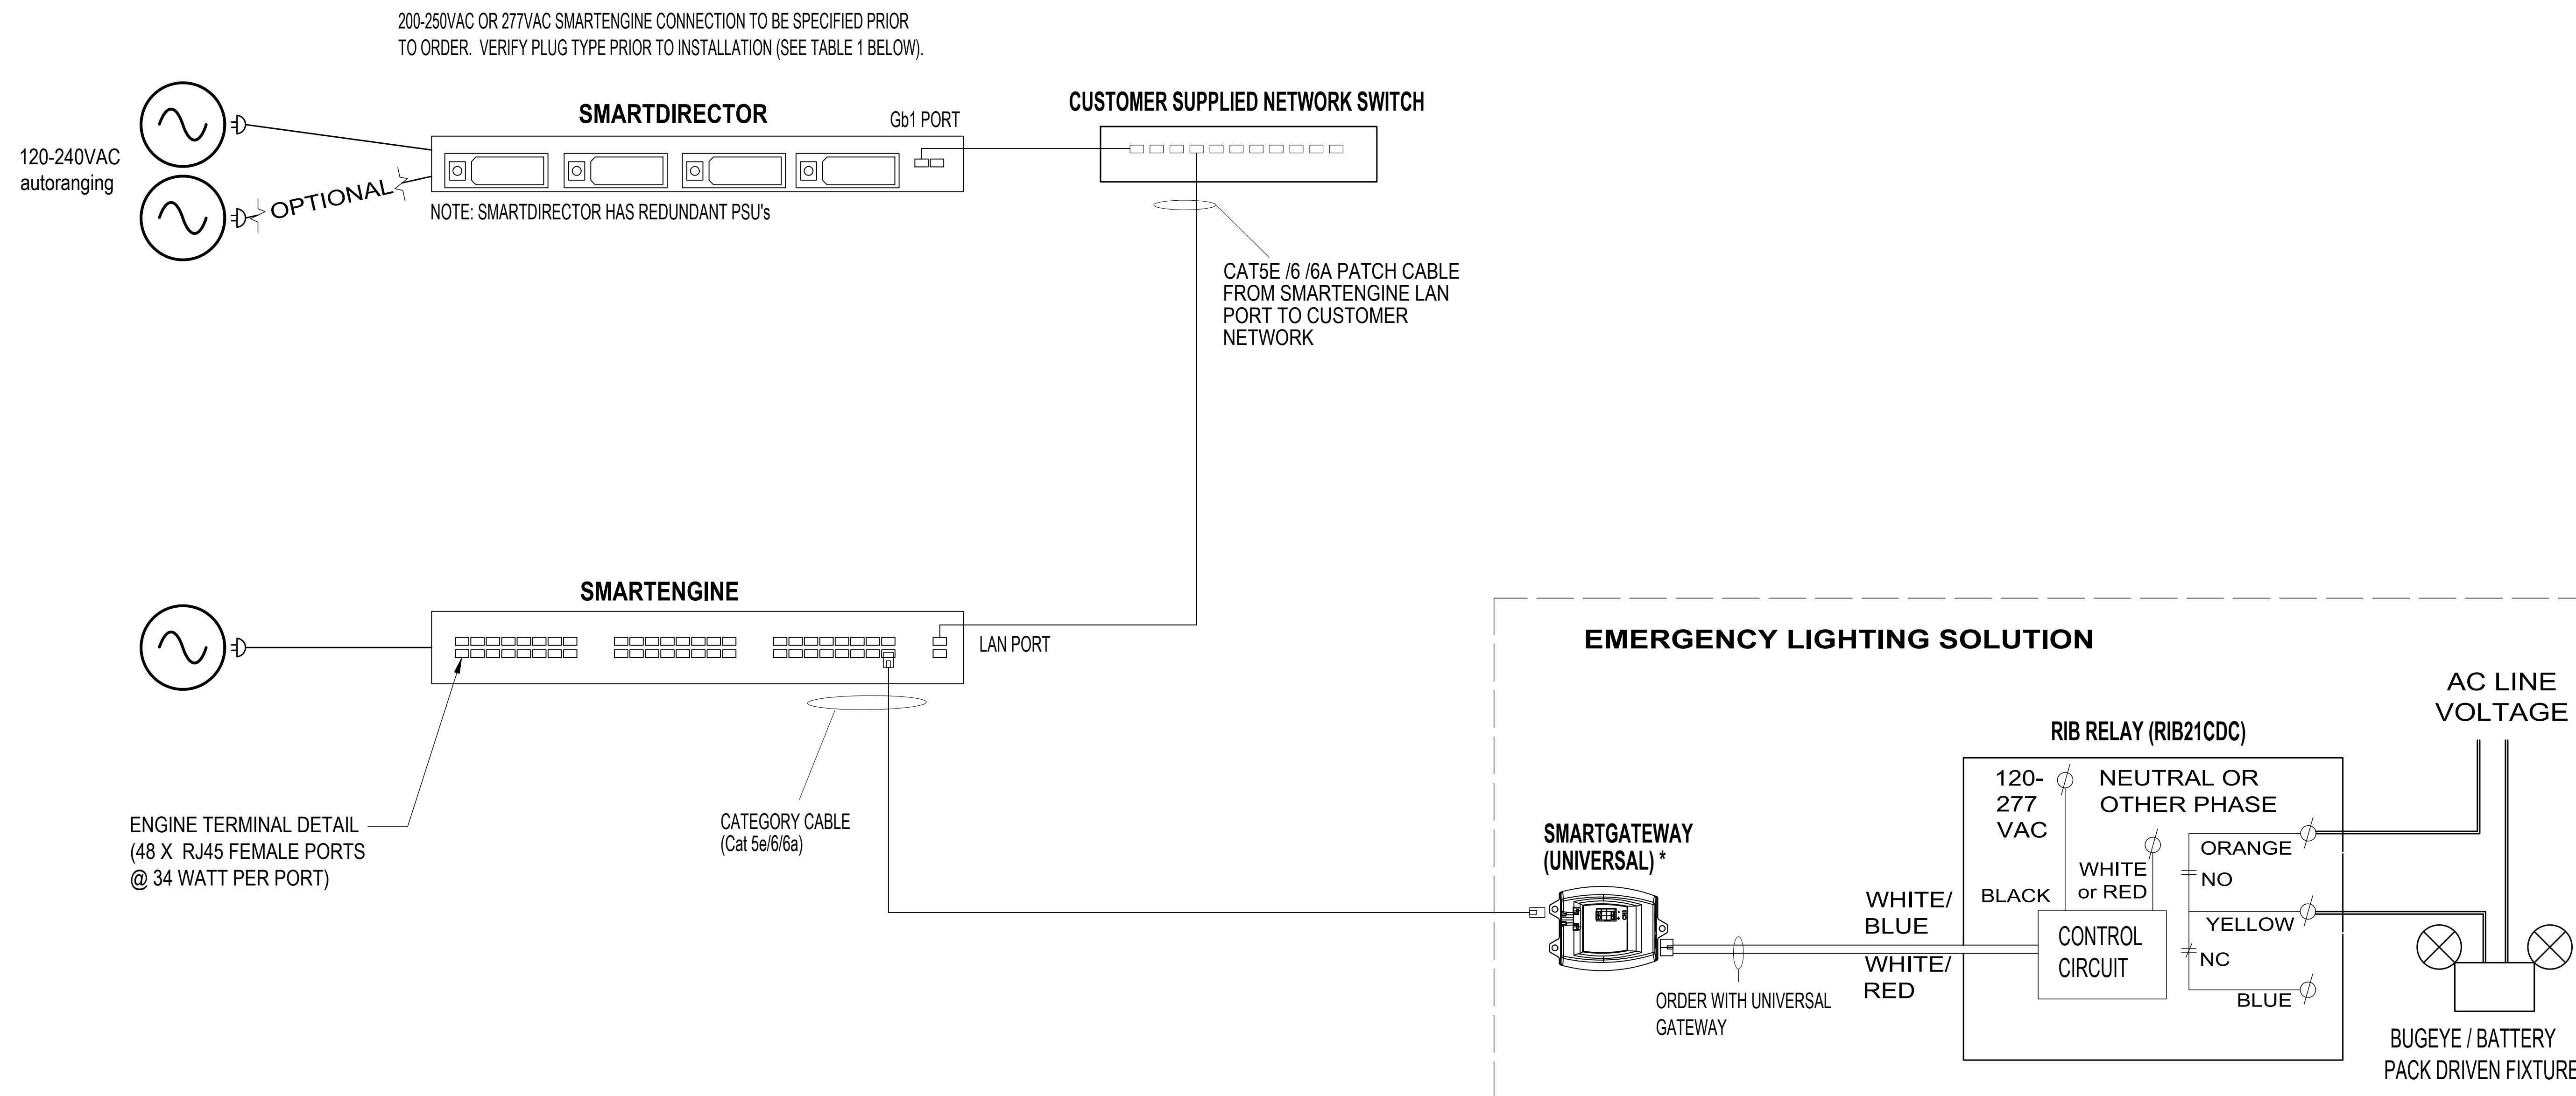 200-250VAC OR 277VAC SMARTENGINE CONNECTION TO BE SPECIFIED PRIOR
TO ORDER.  VERIFY PLUG TYPE PRIOR TO INSTALLATION (SEE TABLE 1 BELOW).
SMARTDIRECTOR
Gb1 PORT
CUSTOMER SUPPLIED NETWORK SWITCH
120-240VAC
autoranging
OPTIONAL
NOTE: SMARTDIRECTOR HAS REDUNDANT PSU's
CAT5E /6 /6A PATCH CABLE
FROM SMARTENGINE LAN
PORT TO CUSTOMER
NETWORK
SMARTENGINE
LAN PORT
ENGINE TERMINAL DETAIL
(48 X  RJ45 FEMALE PORTS
@ 34 WATT PER PORT)
CATEGORY CABLE
(Cat 5e/6/6a)
EMERGENCY LIGHTING SOLUTION
AC LINE
VOLTAGE
RIB RELAY (RIB21CDC)
120-
277
VAC
NEUTRAL OR
OTHER PHASE
SMARTGATEWAY
(UNIVERSAL) *
WHITE/
BLUE
WHITE/
RED
ORDER WITH UNIVERSAL
GATEWAY
BLACK
WHITE
or RED
CONTROL
CIRCUIT
ORANGE
NO
YELLOW
NC
BLUE
BUGEYE / BATTERY
PACK DRIVEN FIXTURE